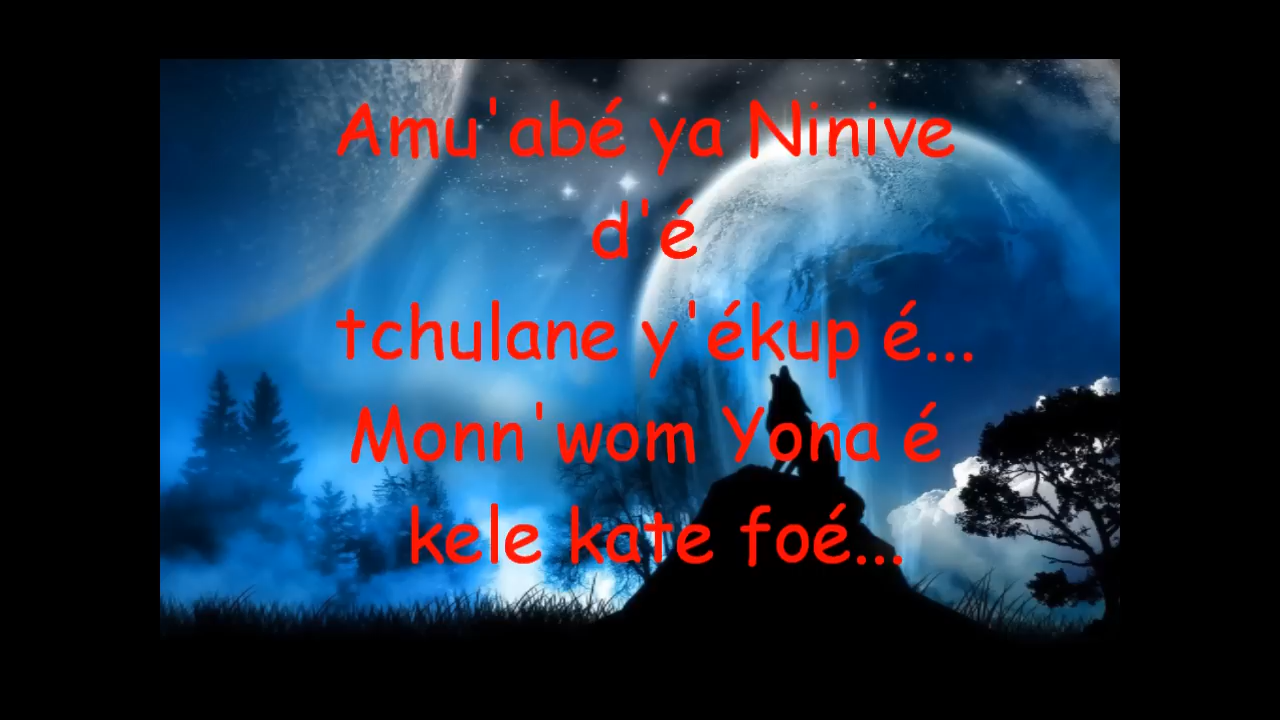 Amu'abé ya Ninive
d'é
tchulane y'ékup é...
Monn'wom Yona é
kele kate foé...